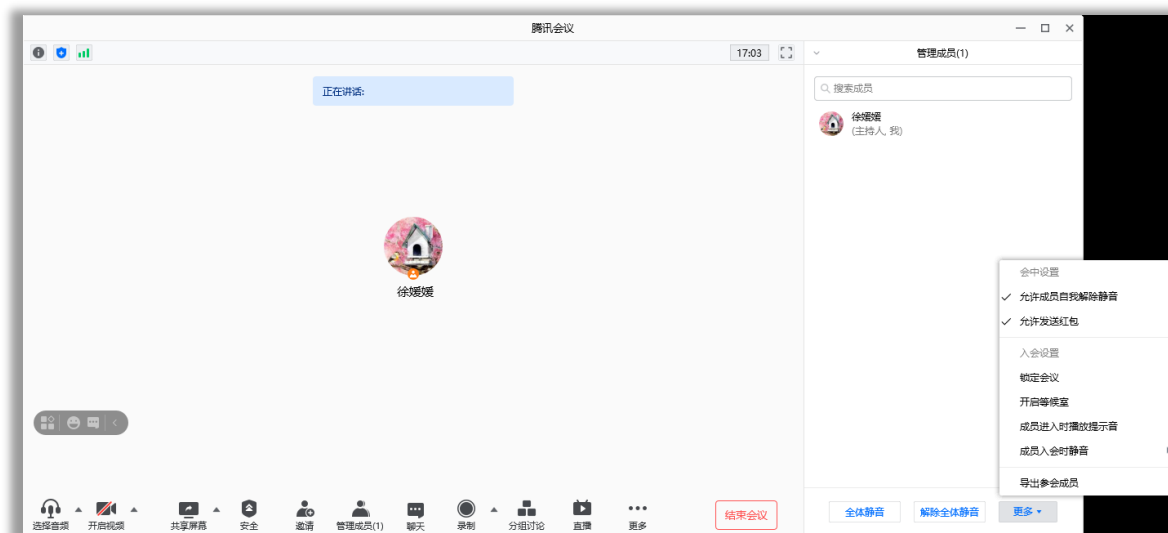 腾讯会议
17:03
管理成员(1)
正在讲话:
搜索成员
徐媛媛
(主持人, 我)
徐媛媛
会中设置
允许成员自我解除静音
允许发送红包
入会设置
锁定会议
开启等候室
成员进入时播放提示音
成员入会时静音
导出参会成员
选择音频
开启视频
共享屏幕
安全
邀请
管理成员(1)
聊天
录制
分组讨论
直播
更多
结束会议
全体静音
解除全体静音
更多